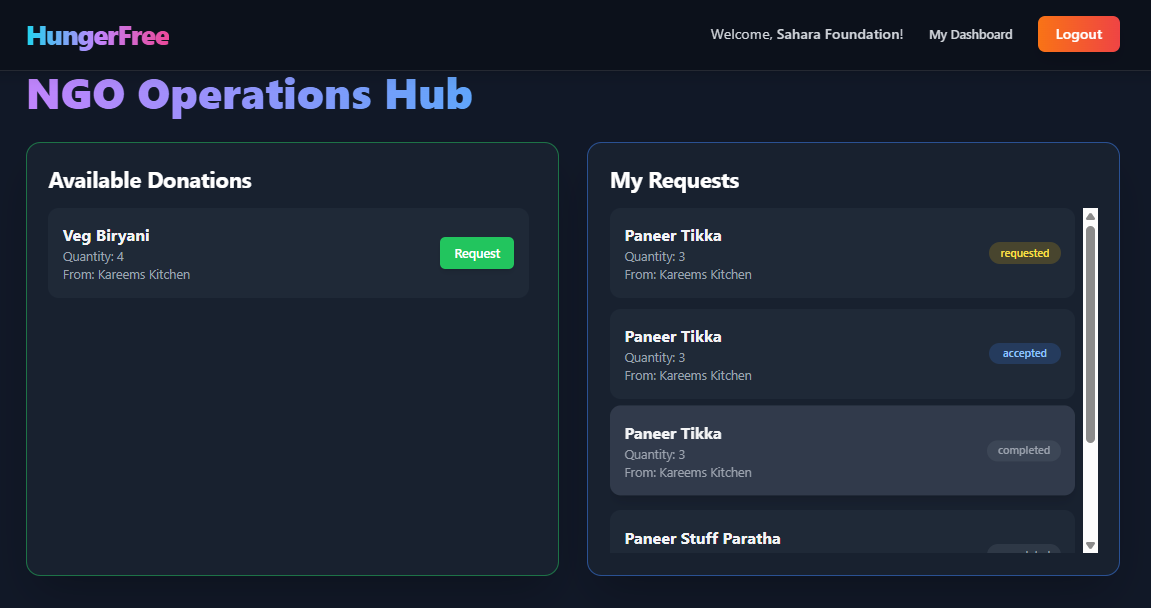 HungerFree
Welcome, Sahara Foundation!
My Dashboard
Logout
NGO Operations Hub
Available Donations
Veg Biryani
Quantity: 4
From: Kareems Kitchen
Request
My Requests
Paneer Tikka
Quantity: 3
From: Kareems Kitchen
requested
Paneer Tikka
Quantity: 3
From: Kareems Kitchen
accepted
Paneer Tikka
Quantity: 3
From: Kareems Kitchen
completed
Paneer Stuff Paratha